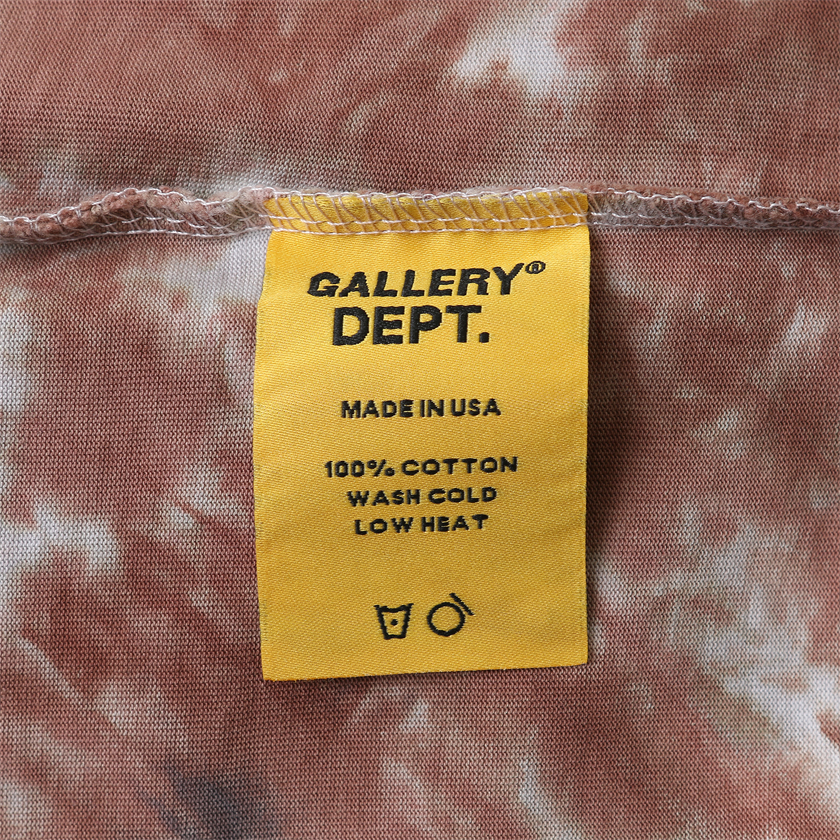 GALLERY®
DEPT.
MADE IN USA
100% COTTON
WASH COLD
LOW HEAT